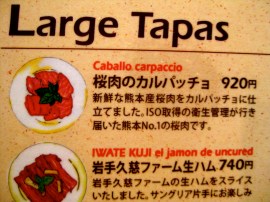 Large Tapas
Caballo carpaccio
桜肉のカルパッチョ 920円
新鮮な熊本産桜肉をカルパッチョに仕
立てました。ISO取得の衛生管理が行き
届いた熊本No.1の桜肉です。
IWATE KUJI el jamon de uncured
岩手久慈ファーム生ハム740円
岩手久慈ファームの生ハムをスライス
いたしました。サングリア片手にお楽しみ